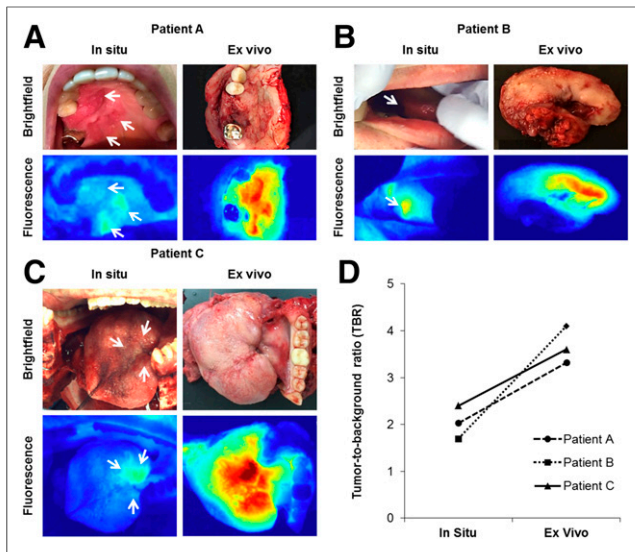 Patient A
A
In situ
Ex vivo
Brightfield
Fluorescence
Patient B
B
In situ
Ex vivo
Brightfield
Fluorescence
Patient C
C
In situ
Ex vivo
Brightfield
Fluorescence
D
Tumor-to-background ratio (TBR)
5
4
3
2
1
0
In Situ
Ex Vivo
Patient A
Patient B
Patient C